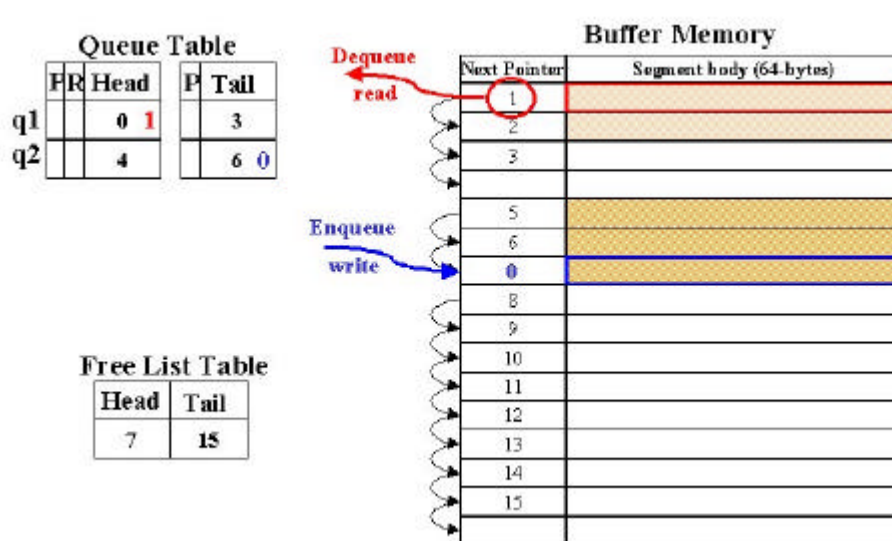 Queue Table
F R Head P Tail
q1 0 1 3
q2 4 6 0
Free List Table
Head Tail
7 15
Dequeue
read
Enqueue
write
Buffer Memory
Next Pointer Segment body (64-bytes)
1
2
3
5
6
0
8
9
10
11
12
13
14
15